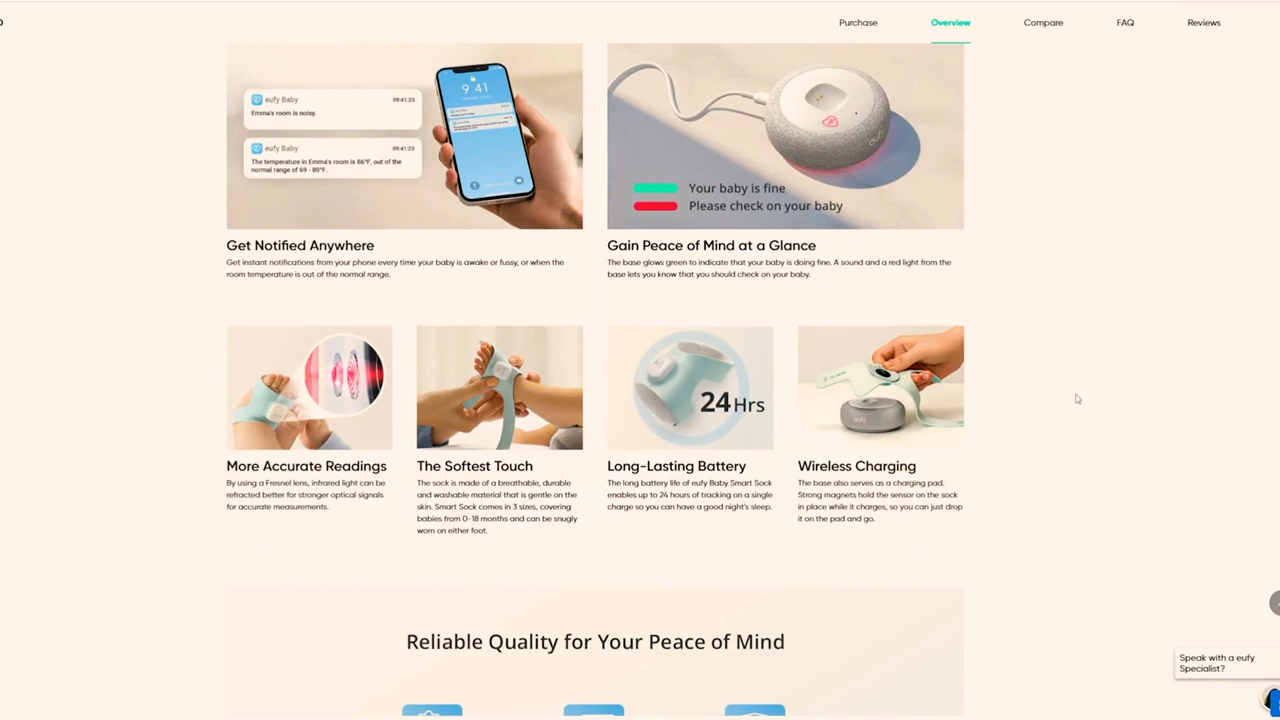 Purchase
Overview
Compare
FAQ
Reviews
eufy Baby 09:41:23
Emma's room is noisy.
eufy Baby 09:41:23
The temperature in Emma's room is 86°F, out of the
normal range of 69 - 80°F.
9:41
eufy
Your baby is fine
Please check on your baby
Get Notified Anywhere
Get instant notifications from your phone every time your baby is awake or fussy, or when the
room temperature is out of the normal range.
Gain Peace of Mind at a Glance
The base glows green to indicate that your baby is doing fine. A sound and a red light from the
base lets you know that you should check on your baby.
24Hrs
eufy
More Accurate Readings
By using a Fresnel lens, infrared light can be
refracted better for stronger optical signals
for accurate measurements.
The Softest Touch
The sock is made of a breathable, durable
and washable material that is gentle on the
skin. Smart Sock comes in 3 sizes, covering
babies from 0-18 months and can be snugly
worn on either foot.
Long-Lasting Battery
The long battery life of eufy Baby Smart Sock
enables up to 24 hours of tracking on a single
charge so you can have a good night's sleep.
Wireless Charging
The base also serves as a charging pad.
Strong magnets hold the sensor on the sock
in place while it charges, so you can just drop
it on the pad and go.
Reliable Quality for Your Peace of Mind
Speak with a eufy
Specialist?